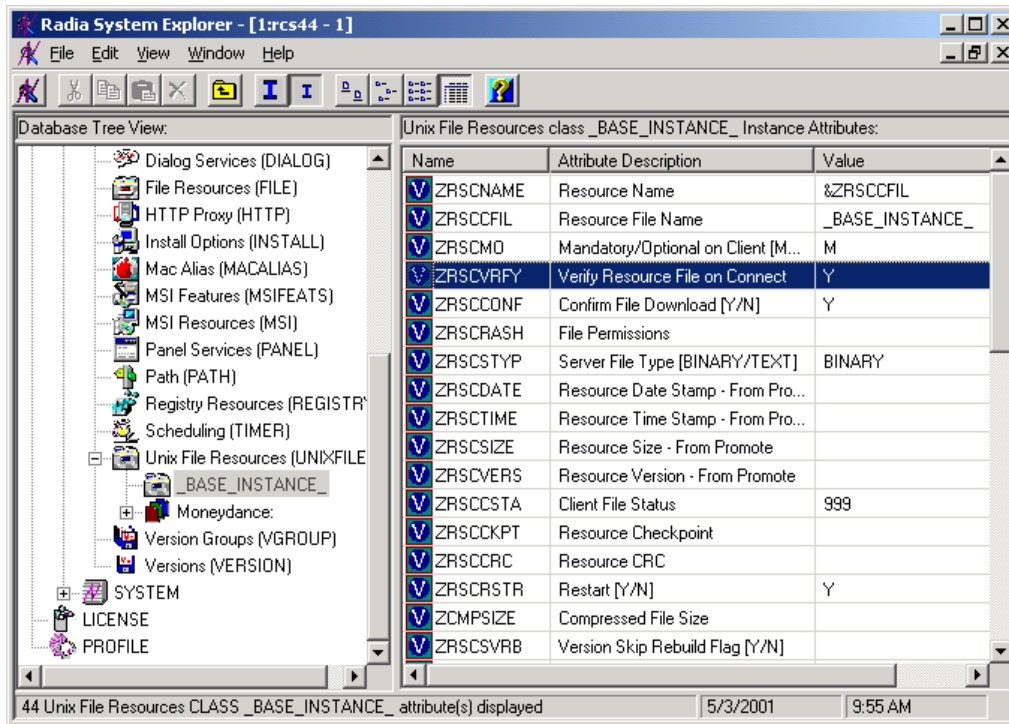 Radia System Explorer - [1:rcs44 - 1]
File Edit View Window Help
Database Tree View:
Dialog Services (DIALOG)
File Resources (FILE)
HTTP Proxy (HTTP)
Install Options (INSTALL)
Mac Alias (MACALIAS)
MSI Features (MSIFEATS)
MSI Resources (MSI)
Panel Services (PANEL)
Path (PATH)
Registry Resources (REGISTR
Scheduling (TIMER)
Unix File Resources (UNIXFILE
_BASE_INSTANCE_
Moneydance:
Version Groups (VGROUP)
Versions (VERSION)
SYSTEM
LICENSE
PROFILE
Unix File Resources class _BASE_INSTANCE_ Instance Attributes:
Name Attribute Description Value
V ZRSCNAME Resource Name &ZRSCCFIL
V ZRSCCFIL Resource File Name _BASE_INSTANCE_
V ZRSCMO Mandatory/Optional on Client [M... M
V ZRSCVRFY Verify Resource File on Connect Y
V ZRSCCONF Confirm File Download [Y/N] Y
V ZRSCRASH File Permissions
V ZRSCSTYP Server File Type [BINARY/TEXT] BINARY
V ZRSCDATE Resource Date Stamp - From Pro...
V ZRSCTIME Resource Time Stamp - From Pro...
V ZRSCSIZE Resource Size - From Promote
V ZRSCVERS Resource Version - From Promote
V ZRSCCSTA Client File Status 999
V ZRSCCKPT Resource Checkpoint
V ZRSCCRC Resource CRC
V ZRSCRSTR Restart [Y/N] Y
V ZCMPSIZE Compressed File Size
V ZRSCSVRB Version Skip Rebuild Flag [Y/N]
44 Unix File Resources CLASS _BASE_INSTANCE_ attribute(s) displayed 5/3/2001 9:55 AM